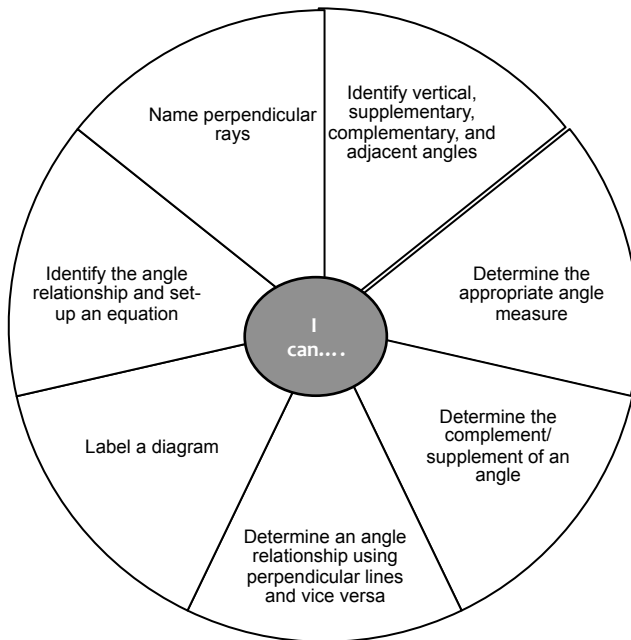 Name perpendicular
rays
Identify vertical,
supplementary,
complementary, and
adjacent angles
Identify the angle
relationship and set-
up an equation
I
can....
Determine the
appropriate angle
measure
Label a diagram
Determine the
complement/
supplement of an
angle
Determine an angle
relationship using
perpendicular lines
and vice versa